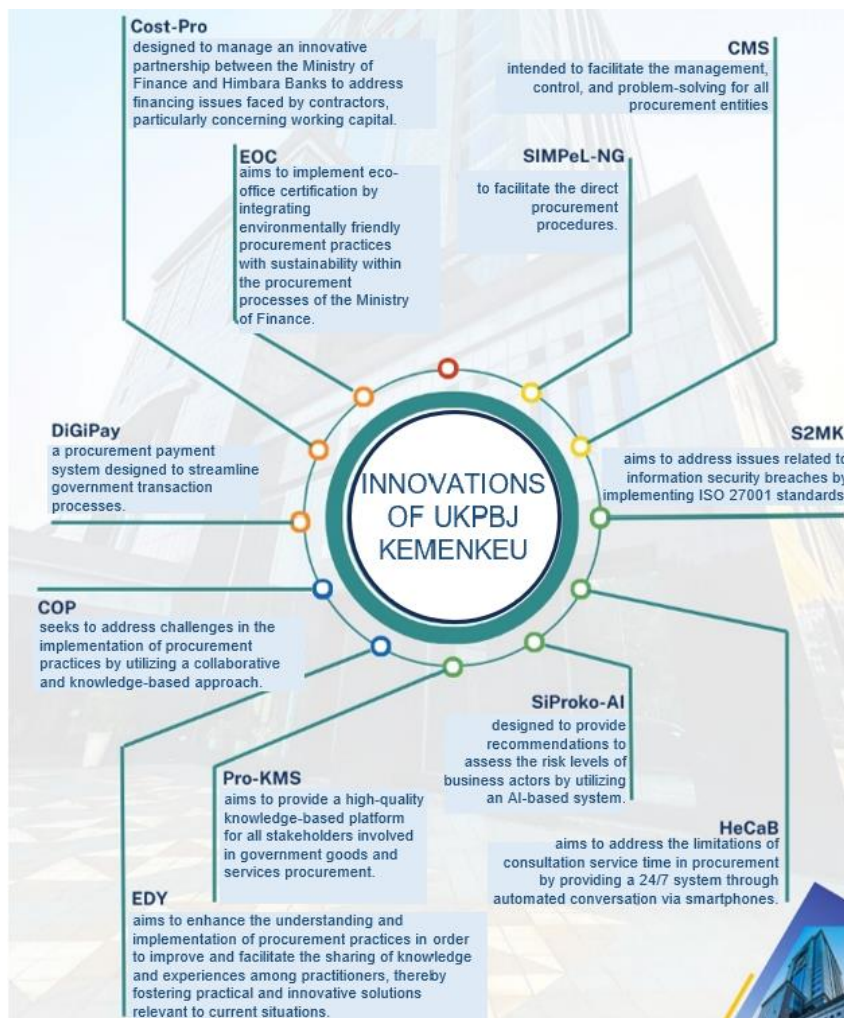 Cost-Pro
designed to manage an innovative
partnership between the Ministry of
Finance and Himbara Banks to address
financing issues faced by contractors,
particularly concerning working capital.
CMS
intended to facilitate the management,
control, and problem-solving for all
procurement entities
EOC
aims to implement eco-
office certification by
integrating
environmentally friendly
procurement practices
with sustainability within
the procurement
processes of the Ministry
of Finance.
SIMPeL-NG
to facilitate the direct
procurement
procedures.
DiGiPay
a procurement payment
system designed to streamline
government transaction
processes.
S2MK
aims to address issues related to
information security breaches by
implementing ISO 27001 standards
INNOVATIONS
OF UKPBJ
KEMENKEU
COP
seeks to address challenges in the
implementation of procurement
practices by utilizing a collaborative
and knowledge-based approach.
SiProko-AI
designed to provide
recommendations to
assess the risk levels of
business actors by utilizing
an AI-based system.
Pro-KMS
aims to provide a high-quality
knowledge-based platform
for all stakeholders involved
in government goods and
services procurement.
HeCaB
aims to address the limitations of
consultation service time in procurement
by providing a 24/7 system through
automated conversation via smartphones.
EDY
aims to enhance the understanding and
implementation of procurement practices in order
to improve and facilitate the sharing of knowledge
and experiences among practitioners, thereby
fostering practical and innovative solutions
relevant to current situations.